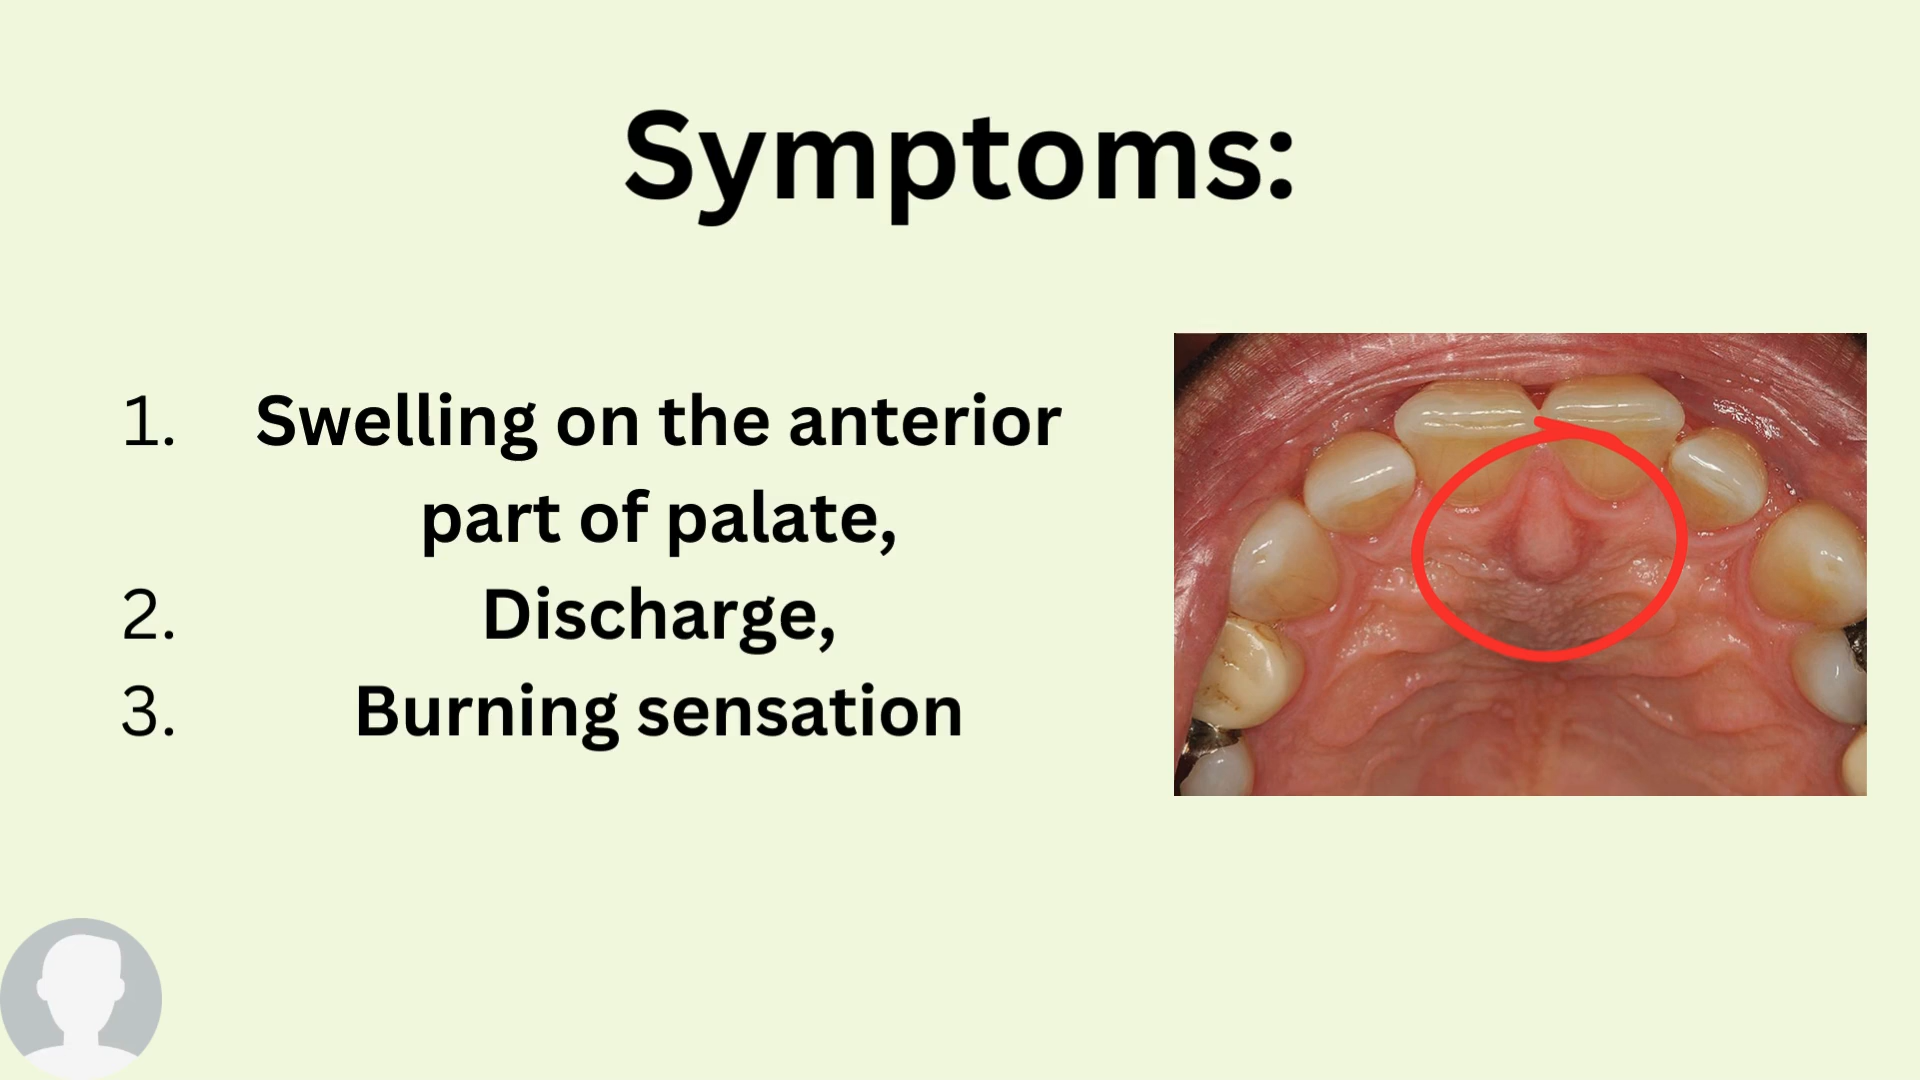 Symptoms:
1. Swelling on the anterior
part of palate,
2. Discharge,
3. Burning sensation